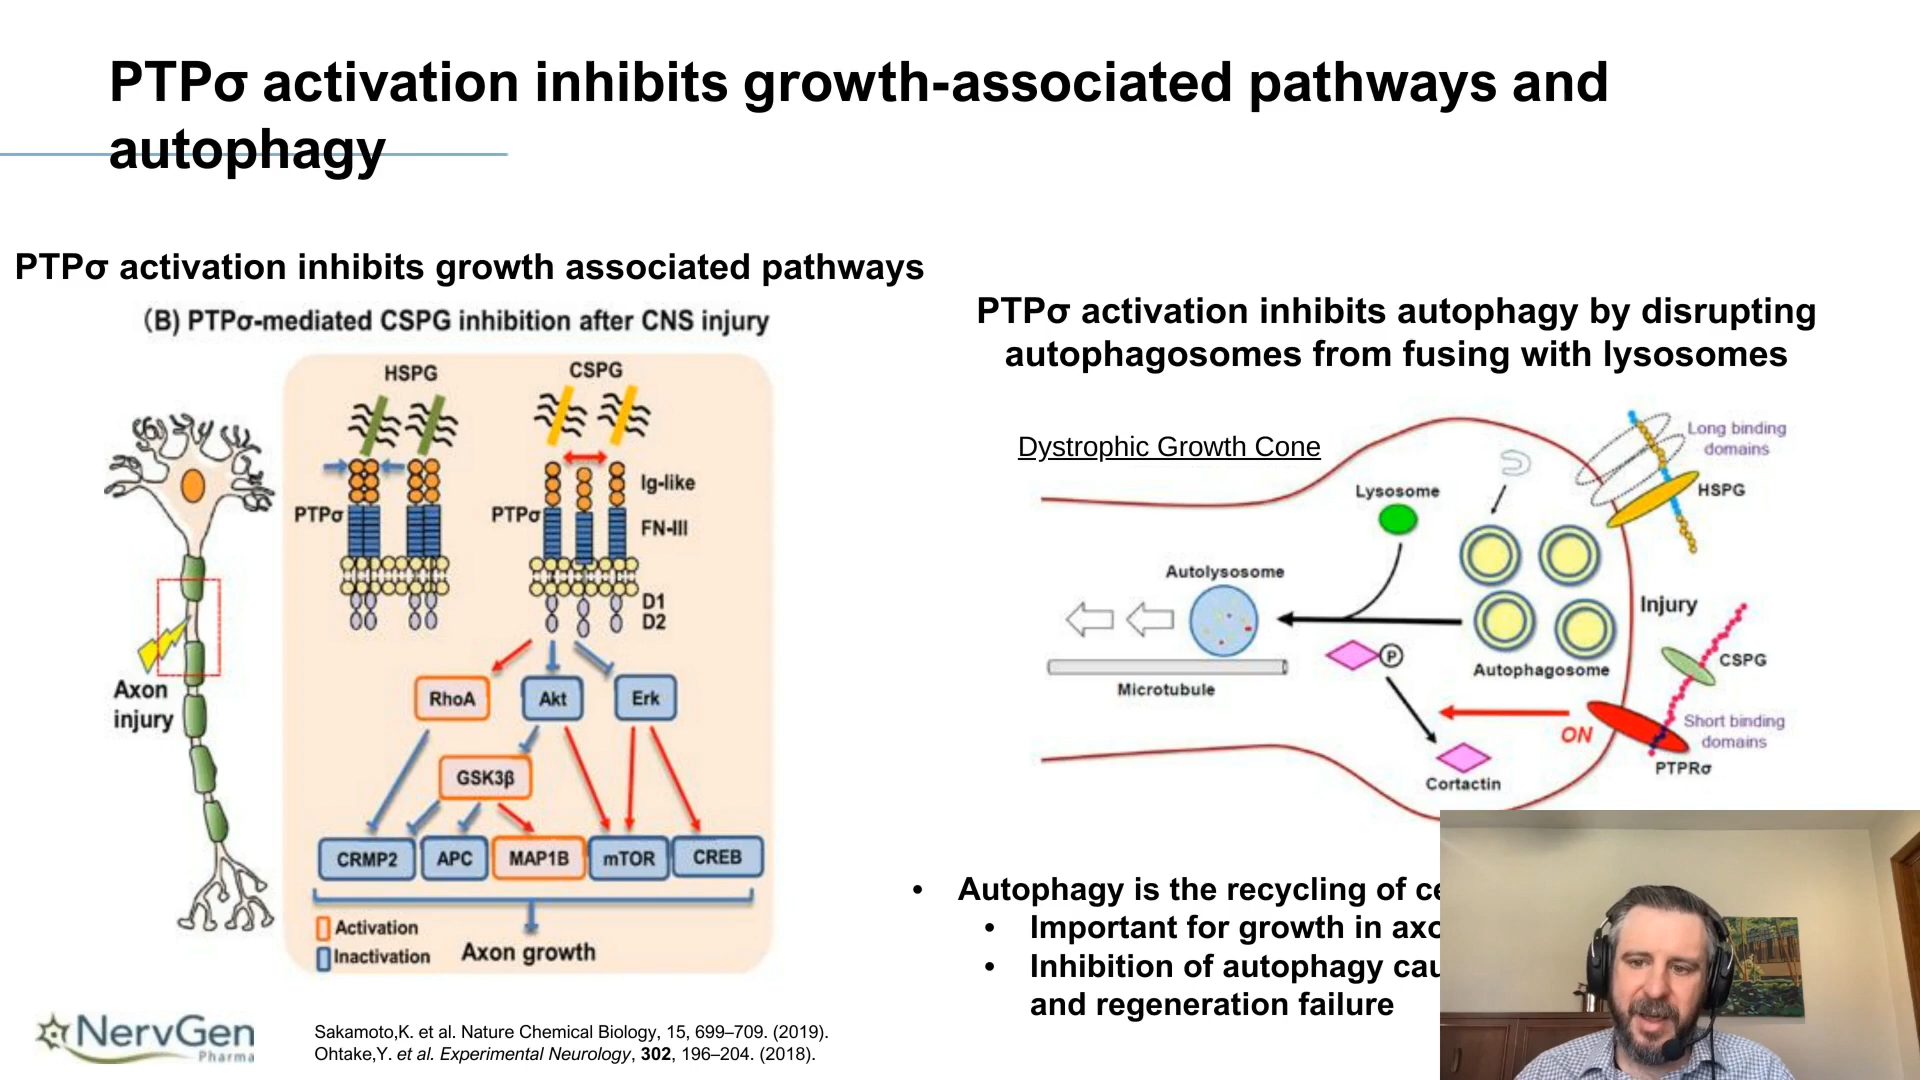 PTPσ activation inhibits growth-associated pathways and
autophagy
PTPσ activation inhibits growth associated pathways
(B) PTPσ-mediated CSPG inhibition after CNS injury
HSPG
CSPG
PTPσ
PTPσ
Ig-like
FN-III
D1
D2
Axon
injury
RhoA
Akt
Erk
GSK3β
CRMP2
APC
MAP1B
mTOR
CREB
Activation
Inactivation
Axon growth
PTPσ activation inhibits autophagy by disrupting
autophagosomes from fusing with lysosomes
Dystrophic Growth Cone
Long binding
domains
HSPG
Lysosome
Autolysosome
Injury
CSPG
P
Autophagosome
Microtubule
ON
Short binding
domains
PTPRσ
Cortactin
• Autophagy is the recycling of
• Important for growth in
• Inhibition of autophagy
and regeneration failure
NervGen
Pharma
Sakamoto,K. et al. Nature Chemical Biology, 15, 699–709. (2019).
Ohtake,Y. et al. Experimental Neurology, 302, 196–204. (2018).